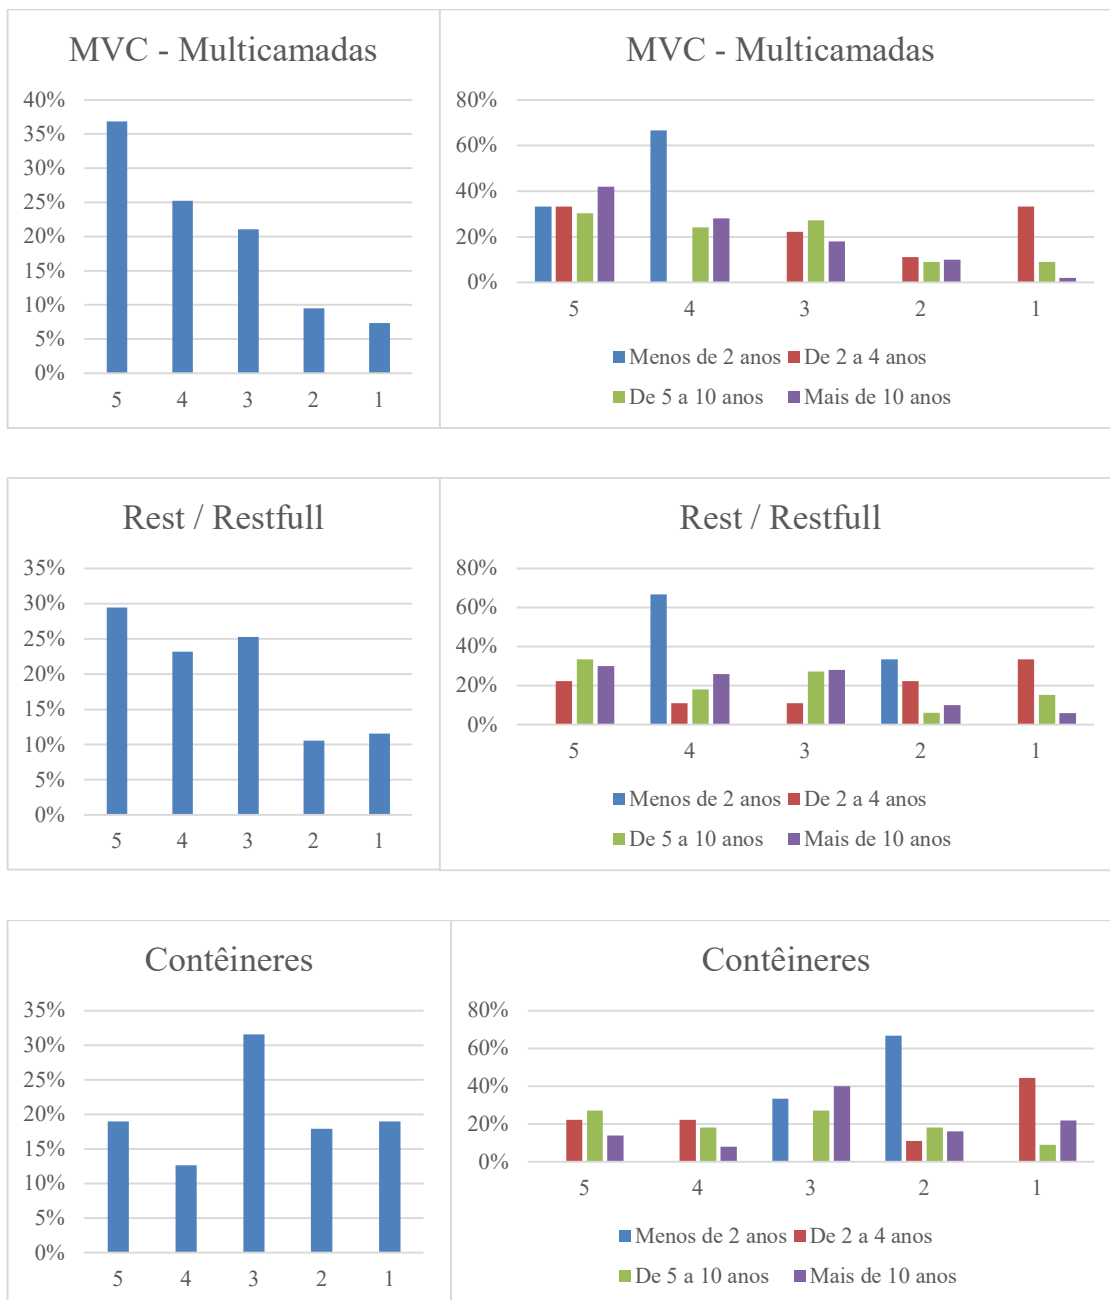 MVC - Multicamadas
40%
35%
30%
25%
20%
15%
10%
5%
0%
5 4 3 2 1
MVC - Multicamadas
80%
60%
40%
20%
0%
5 4 3 2 1
Menos de 2 anos De 2 a 4 anos
De 5 a 10 anos Mais de 10 anos
Rest / Restfull
35%
30%
25%
20%
15%
10%
5%
0%
5 4 3 2 1
Rest / Restfull
80%
60%
40%
20%
0%
5 4 3 2 1
Menos de 2 anos De 2 a 4 anos
De 5 a 10 anos Mais de 10 anos
Contêineres
35%
30%
25%
20%
15%
10%
5%
0%
5 4 3 2 1
Contêineres
80%
60%
40%
20%
0%
5 4 3 2 1
Menos de 2 anos De 2 a 4 anos
De 5 a 10 anos Mais de 10 anos